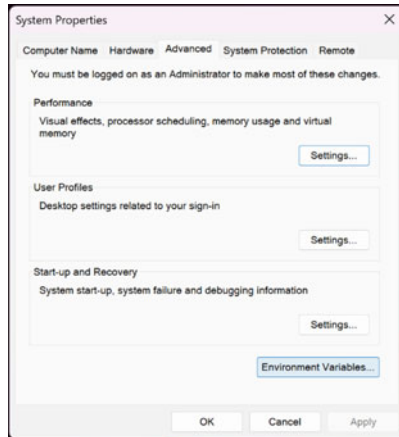 System Properties
Computer Name Hardware Advanced System Protection Remote
You must be logged on as an Administrator to make most of these changes.
Performance
Visual effects, processor scheduling, memory usage and virtual
memory
Settings...
User Profiles
Desktop settings related to your sign-in
Settings...
Start-up and Recovery
System start-up, system failure and debugging information
Settings...
Environment Variables...
OK Cancel Apply